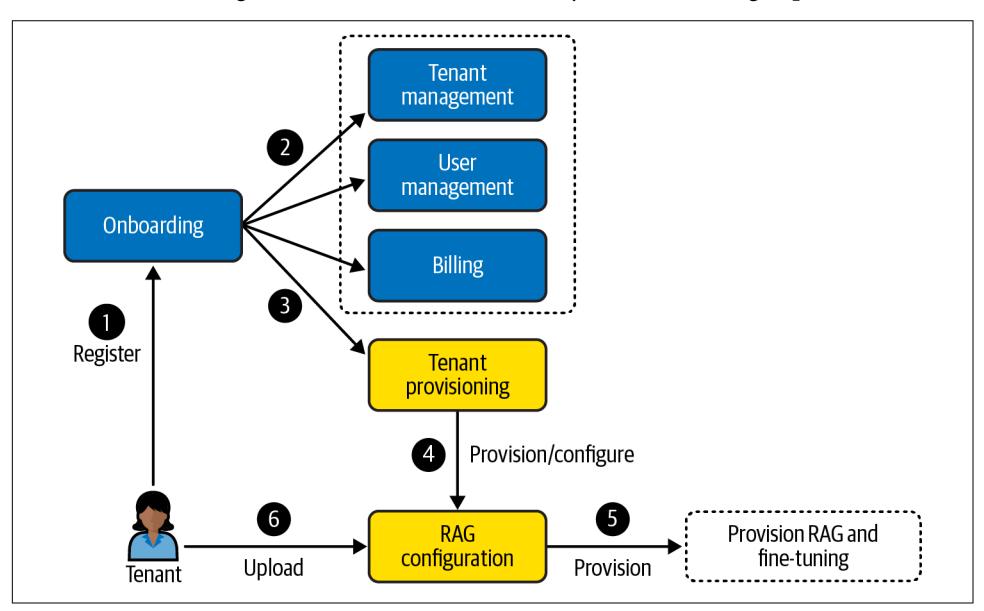 Tenant
management
2
User
management
Onboarding
Billing
3
1
Register
Tenant
provisioning
4
Provision/configure
6
RAG
configuration
5
Provision RAG and
fine-tuning
Tenant
Upload
Provision